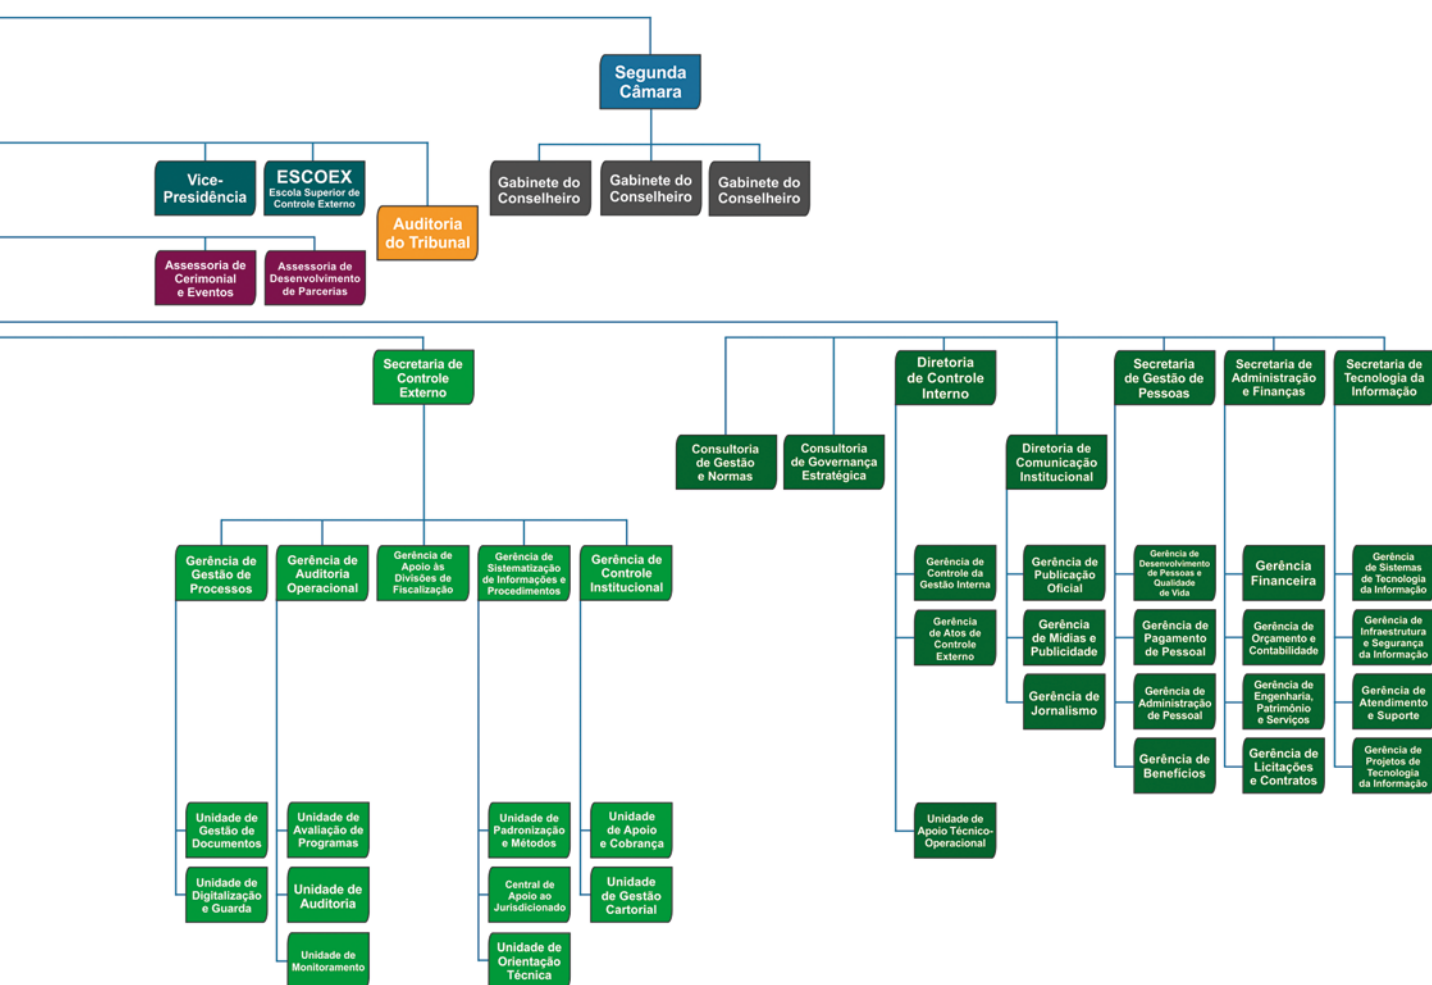 Segunda
Câmara
Vice-
Presidência
ESCOEX
Escola Superior de
Controle Externo
Auditoria
do Tribunal
Gabinete do
Conselheiro
Gabinete do
Conselheiro
Gabinete do
Conselheiro
Assessoria de
Cerimonial
e Eventos
Assessoria de
Desenvolvimento
de Parcerias
Secretaria de
Controle
Externo
Diretoria
de Controle
Interno
Secretaria
de Gestão de
Pessoas
Secretaria de
Administração
e Finanças
Secretaria de
Tecnologia da
Informação
Consultoria
de Gestão
e Normas
Consultoria
de Governança
Estratégica
Diretoria de
Comunicação
Institucional
Gerência de
Gestão de
Processos
Gerência de
Auditoria
Operacional
Gerência de
Apoio às
Divisões de
Fiscalização
Gerência de
Sistematização
de Informações e
Procedimentos
Gerência de
Controle
Institucional
Gerência de
Controle da
Gestão Interna
Gerência de
Publicação
Oficial
Gerência de
Desenvolvimento
de Pessoas e
Qualidade
de Vida
Gerência
Financeira
Gerência
de Sistemas
de Tecnologia
da Informação
Gerência
de Atos de
Controle
Externo
Gerência
de Mídias e
Publicidade
Gerência de
Pagamento
de Pessoal
Gerência de
Orçamento e
Contabilidade
Gerência de
Infraestrutura
e Segurança
da Informação
Gerência de
Jornalismo
Gerência de
Administração
de Pessoal
Gerência de
Engenharia,
Patrimônio
e Serviços
Gerência de
Atendimento
e Suporte
Gerência de
Benefícios
Gerência de
Licitações
e Contratos
Gerência de
Projetos de
Tecnologia
da Informação
Unidade de
Gestão de
Documentos
Unidade de
Avaliação de
Programas
Unidade de
Padronização
e Métodos
Unidade
de Apoio
e Cobrança
Unidade de
Apoio Técnico-
Operacional
Unidade de
Digitalização
e Guarda
Unidade de
Auditoria
Central de
Apoio ao
Jurisdicionado
Unidade
de Gestão
Cartorial
Unidade de
Monitoramento
Unidade de
Orientação
Técnica